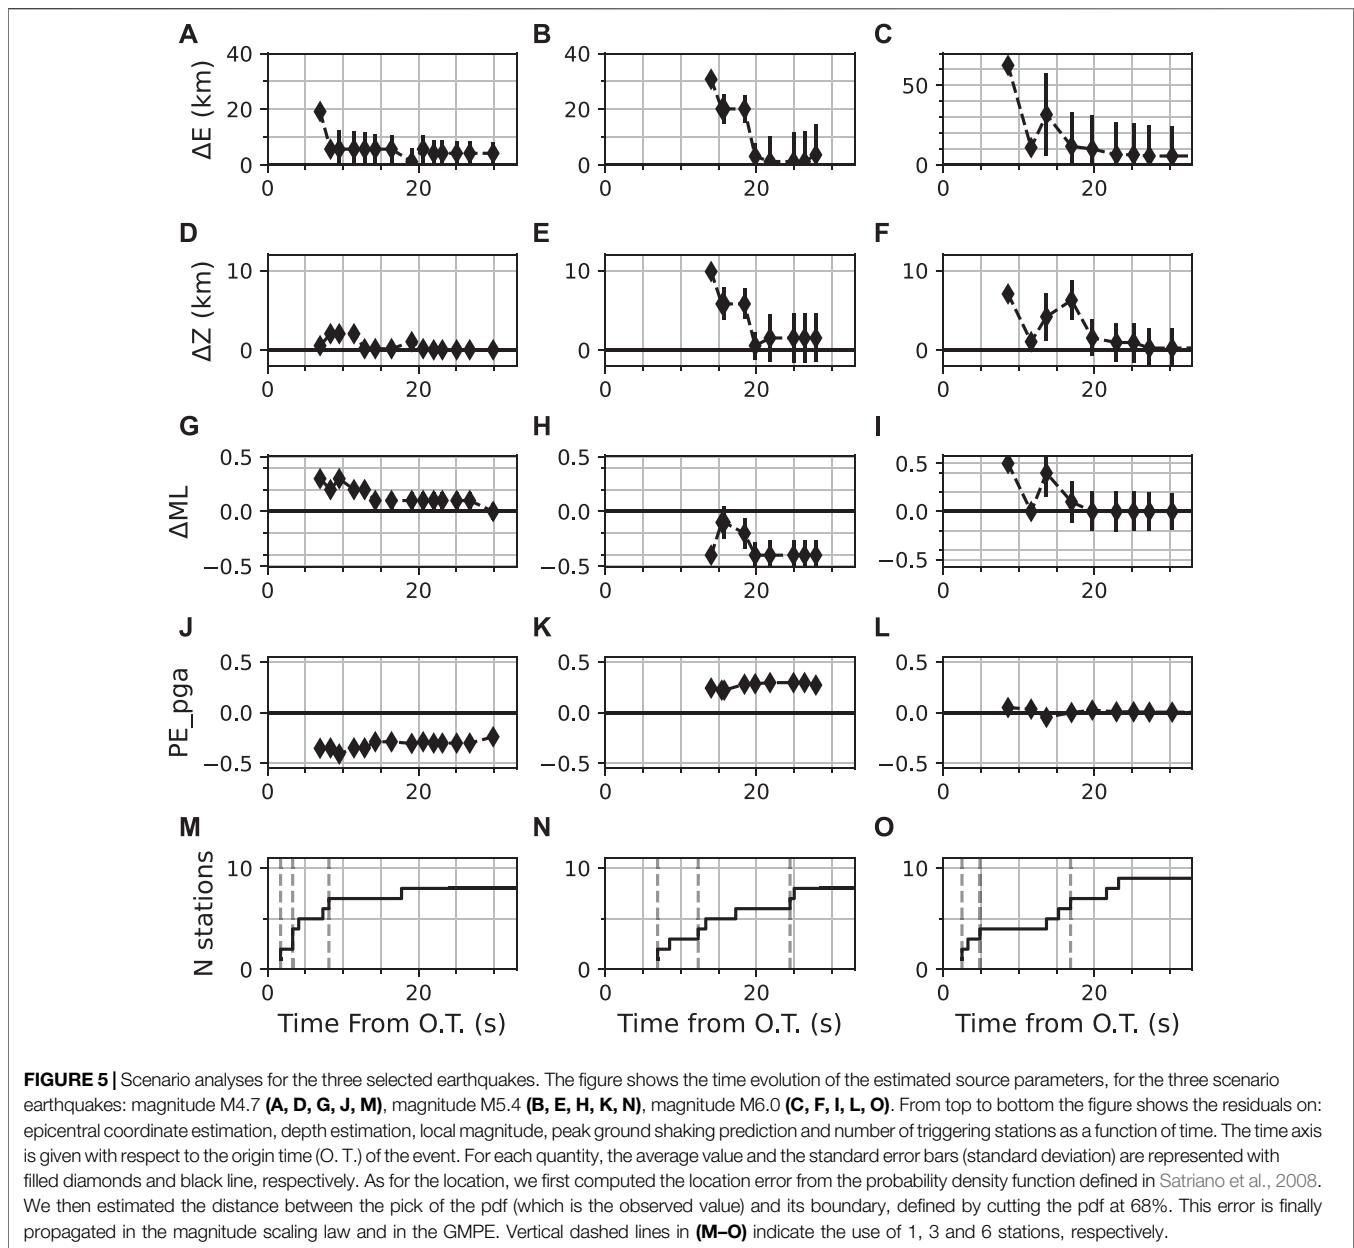 A
B
C
ΔE (km)
40
20
0
0
20
40
20
0
0
20
50
0
0
20
D
E
F
ΔZ (km)
10
0
0
20
10
0
0
20
10
0
0
20
G
H
I
ΔML
0.5
0.0
−0.5
0
20
0.5
0.0
−0.5
0
20
0.5
0.0
−0.5
0
20
J
K
L
PE_pga
0.5
0.0
−0.5
0
20
0.5
0.0
−0.5
0
20
0.5
0.0
−0.5
0
20
M
N
O
N stations
10
0
0
20
10
0
0
20
10
0
0
20
Time From O.T. (s)
Time from O.T. (s)
Time from O.T. (s)
FIGURE 5 | Scenario analyses for the three selected earthquakes. The figure shows the time evolution of the estimated source parameters, for the three scenario
earthquakes: magnitude M4.7 (A, D, G, J, M), magnitude M5.4 (B, E, H, K, N), magnitude M6.0 (C, F, I, L, O). From top to bottom the figure shows the residuals on:
epicentral coordinate estimation, depth estimation, local magnitude, peak ground shaking prediction and number of triggering stations as a function of time. The time axis
is given with respect to the origin time (O. T.) of the event. For each quantity, the average value and the standard error bars (standard deviation) are represented with
filled diamonds and black line, respectively. As for the location, we first computed the location error from the probability density function defined in Satriano et al., 2008.
We then estimated the distance between the pick of the pdf (which is the observed value) and its boundary, defined by cutting the pdf at 68%. This error is finally
propagated in the magnitude scaling law and in the GMPE. Vertical dashed lines in (M–O) indicate the use of 1, 3 and 6 stations, respectively.